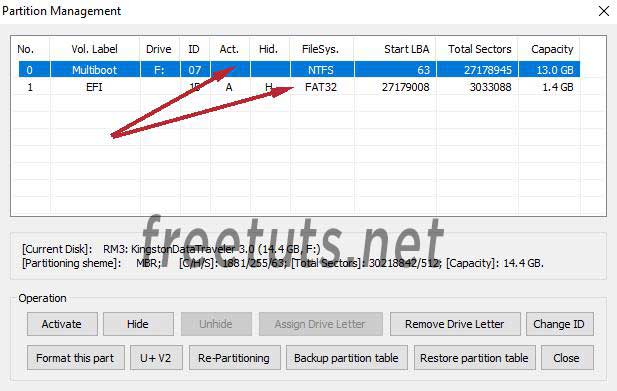 Partition Management
No. Vol. Label Drive ID Act. Hid. FileSys. Start LBA Total Sectors Capacity
0 Multiboot F: 07 NTFS 63 27178945 13.0 GB
1 EFI A H FAT32 27179008 3033088 1.4 GB
freetuts.net
[Current Disk]: RM3: KingstonDataTraveler 3.0 (14.4 GB, F:)
[Partitioning sheme]: MBR; [C/H/S]: 1881/255/63; [Total Sectors]: 30218842/512; [Capacity]: 14.4 GB.
Operation
Activate Hide Unhide Assign Drive Letter Remove Drive Letter Change ID
Format this part U+ V2 Re-Partitioning Backup partition table Restore partition table Close